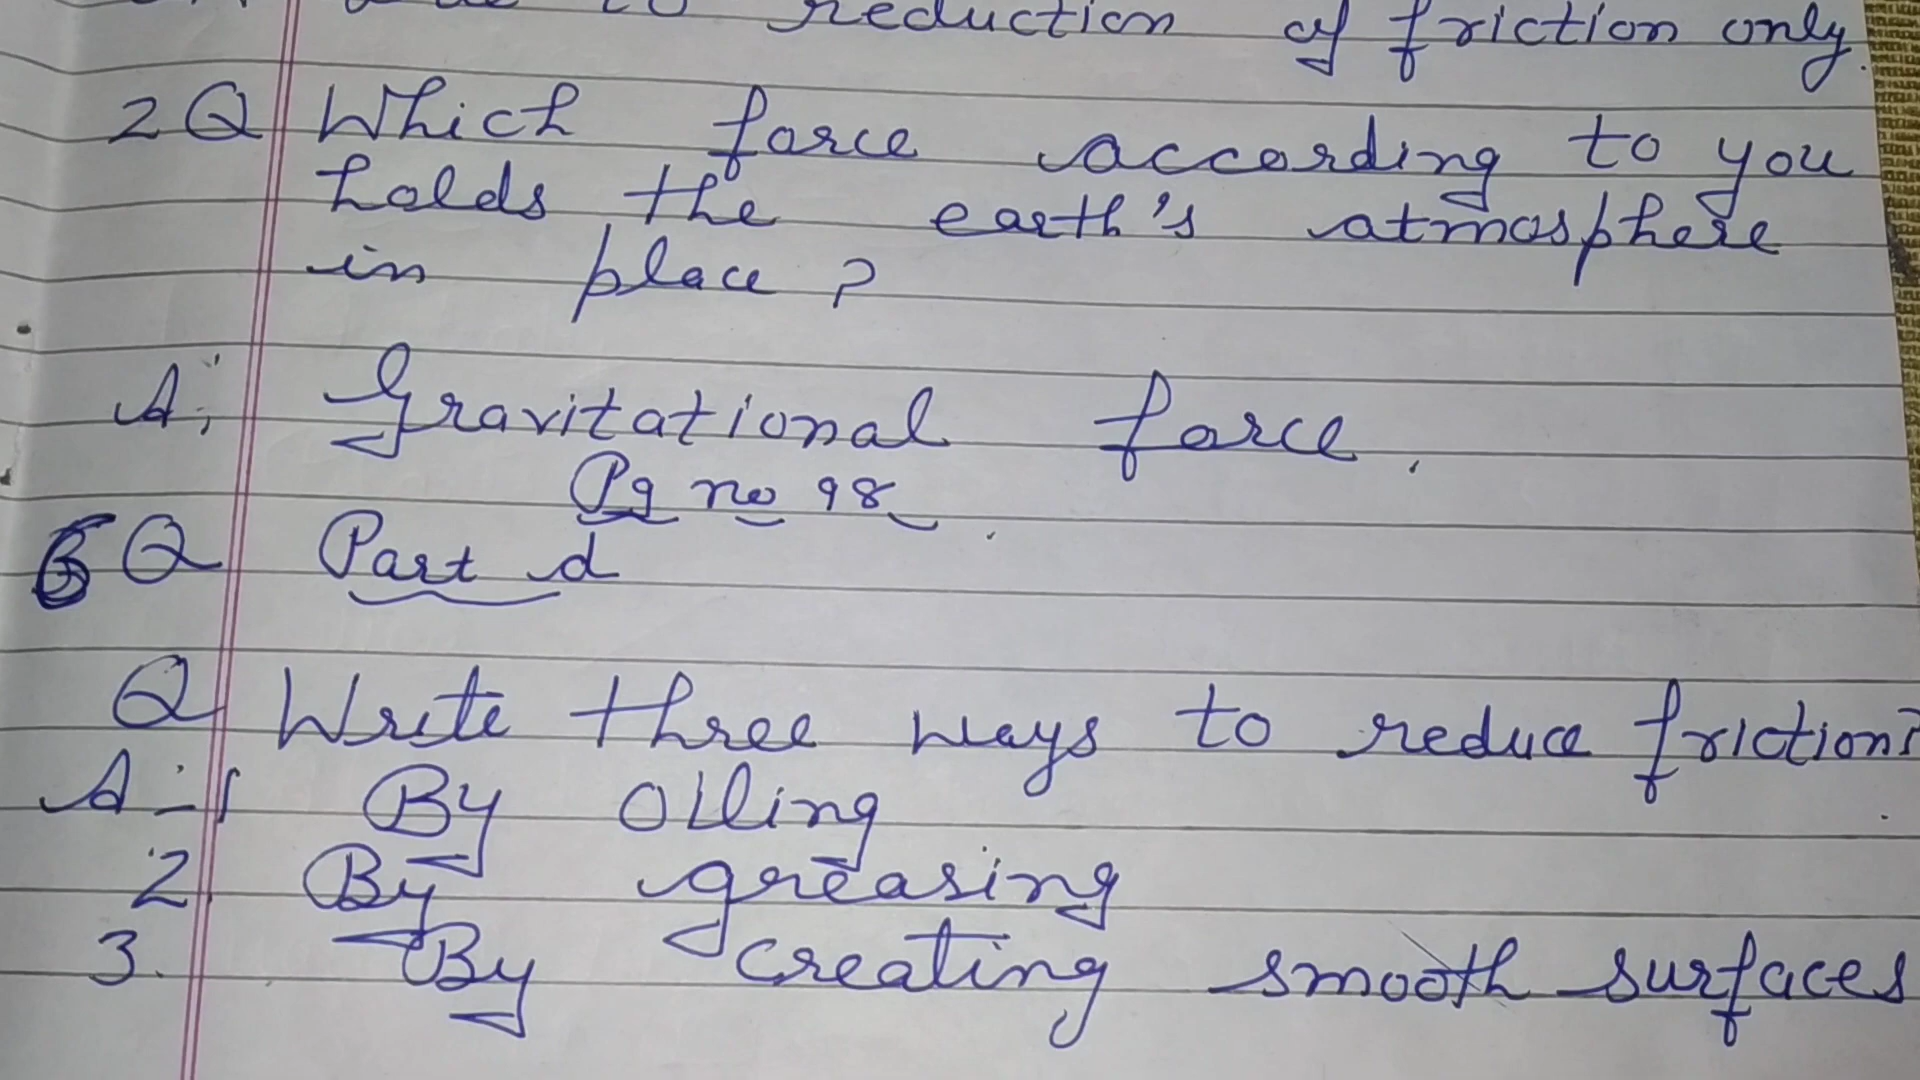 to reduction of friction only.
2Q Which force according to you
holds the earth's atmosphere
in place ?
A; Gravitational force.
Pg no 98
6Q Part d
Q Write three ways to reduce friction?
A-1 By Oiling
2 By greasing
3. By creating smooth surfaces